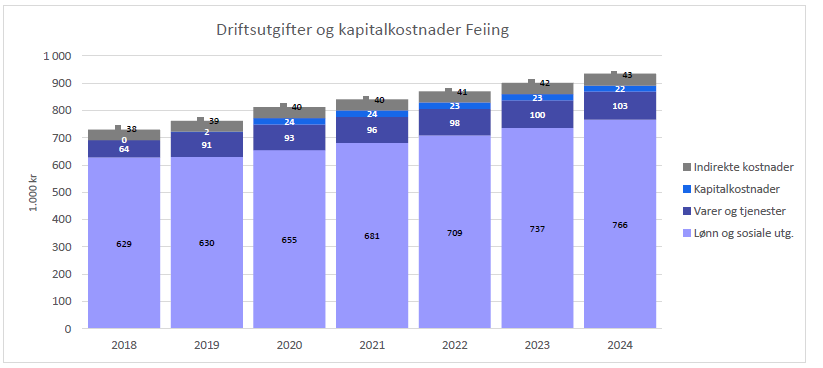 Driftsutgifter og kapitalkostnader Feiing
1 000
900
800
700
600
500
400
300
200
100
0
1.000 kr
38 39 40 40 41 42 43
0 2 24 24 23 23 22
64 91 93 96 98 100 103
629 630 655 681 709 737 766
2018 2019 2020 2021 2022 2023 2024
Indirekte kostnader
Kapitalkostnader
Varer og tjenester
Lønn og sosiale utg.